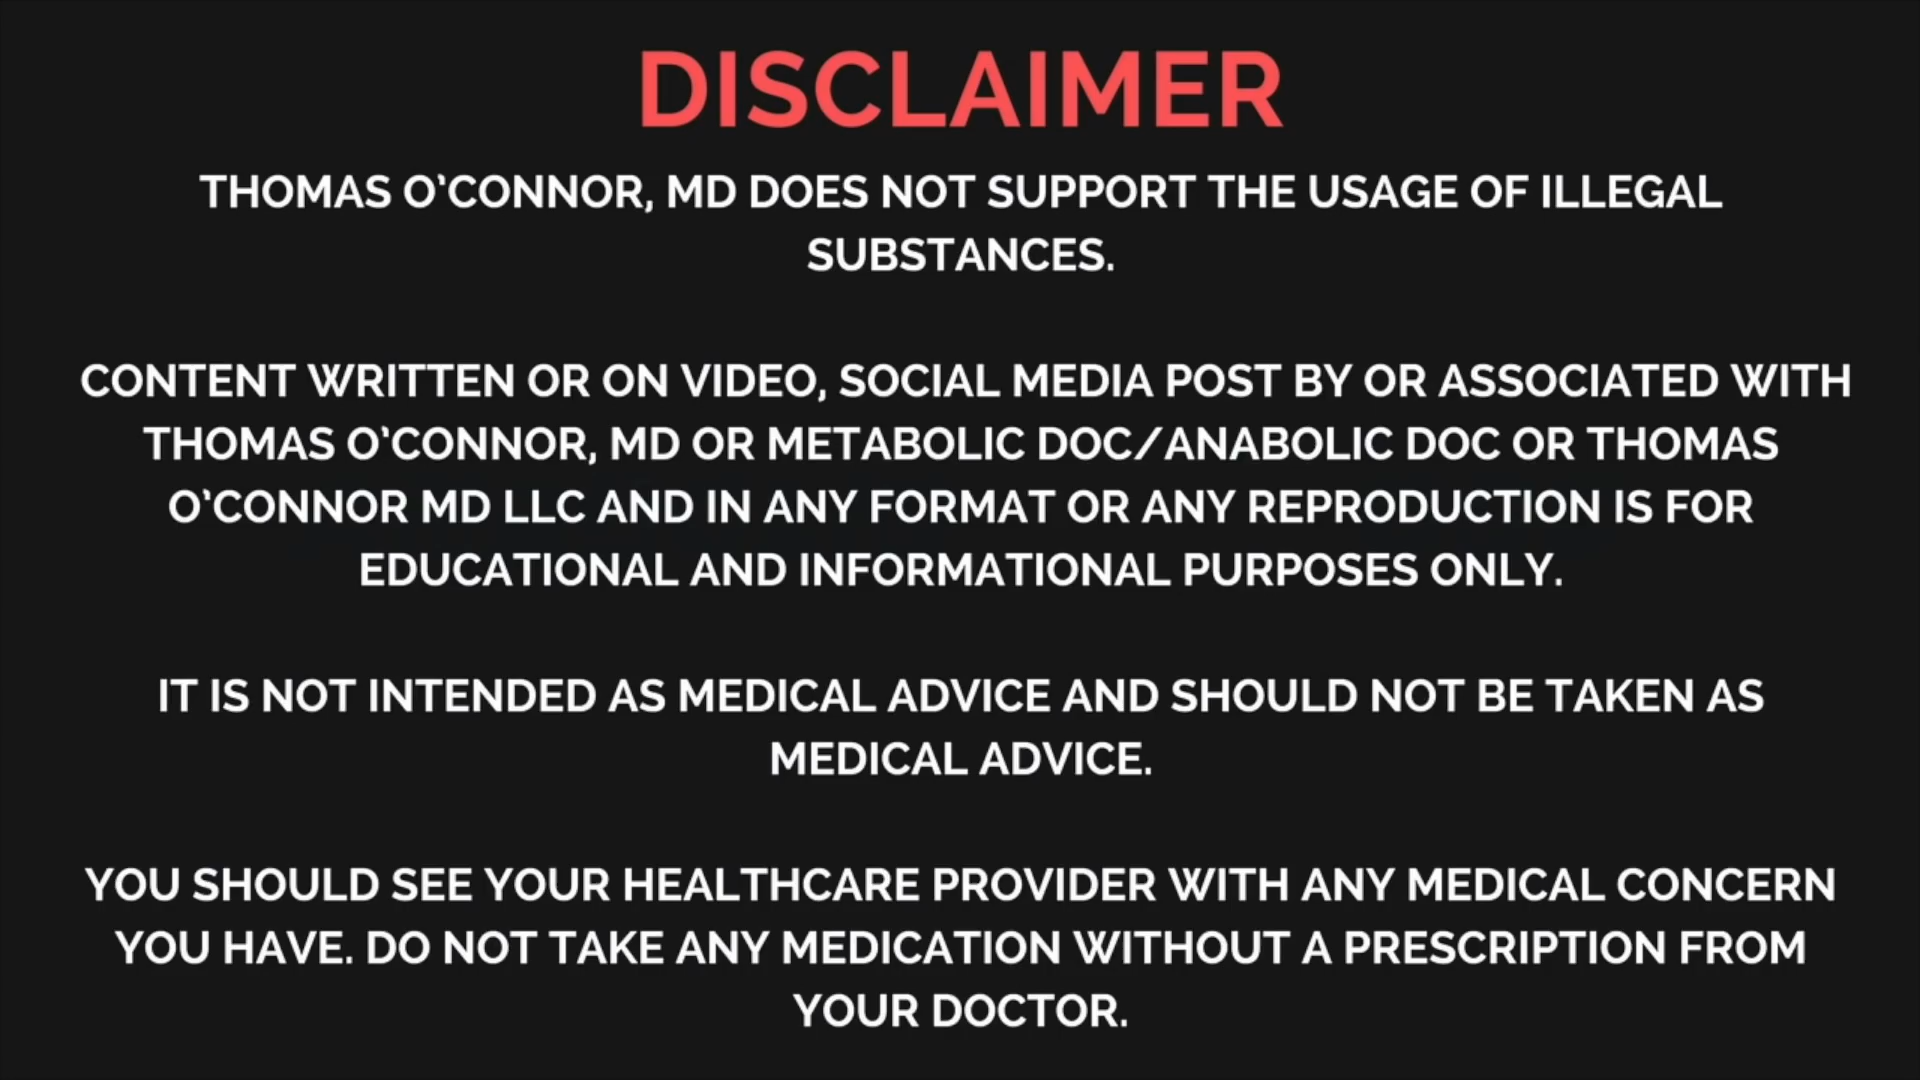 DISCLAIMER
THOMAS O'CONNOR, MD DOES NOT SUPPORT THE USAGE OF ILLEGAL
SUBSTANCES.
CONTENT WRITTEN OR ON VIDEO, SOCIAL MEDIA POST BY OR ASSOCIATED WITH
THOMAS O'CONNOR, MD OR METABOLIC DOC/ANABOLIC DOC OR THOMAS
O'CONNOR MD LLC AND IN ANY FORMAT OR ANY REPRODUCTION IS FOR
EDUCATIONAL AND INFORMATIONAL PURPOSES ONLY.
IT IS NOT INTENDED AS MEDICAL ADVICE AND SHOULD NOT BE TAKEN AS
MEDICAL ADVICE.
YOU SHOULD SEE YOUR HEALTHCARE PROVIDER WITH ANY MEDICAL CONCERN
YOU HAVE. DO NOT TAKE ANY MEDICATION WITHOUT A PRESCRIPTION FROM
YOUR DOCTOR.